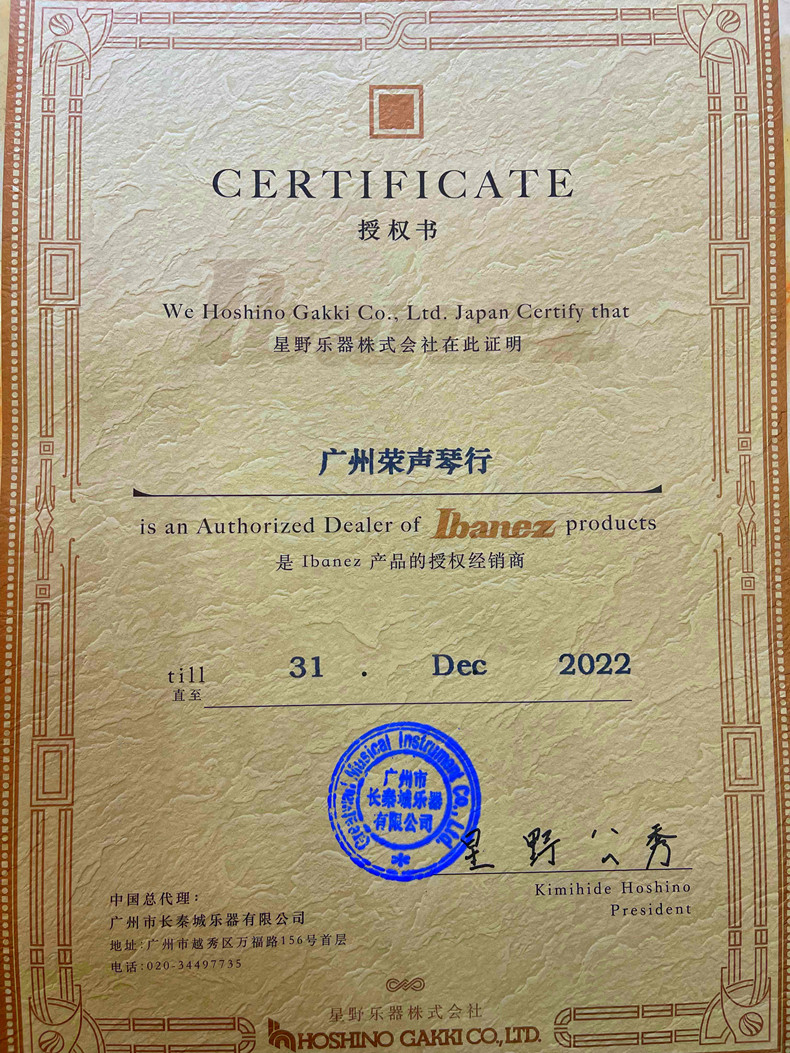 CERTIFICATE
授权书
We Hoshino Gakki Co., Ltd. Japan Certify that
星野乐器株式会社在此证明
广州荣声琴行
is an Authorized Dealer of Ibanez products
是 Ibanez 产品的授权经销商
till 31 . Dec 2022
直至
Greatwall Musical Instrument Co., Ltd.
广州市
长秦城乐器
有限公司
星野公秀
Kimihide Hoshino
President
中国总代理:
广州市长秦城乐器有限公司
地址:广州市越秀区万福路156号首层
电话:020-34497735
星野乐器株式会社
HOSHINO GAKKI CO., LTD.